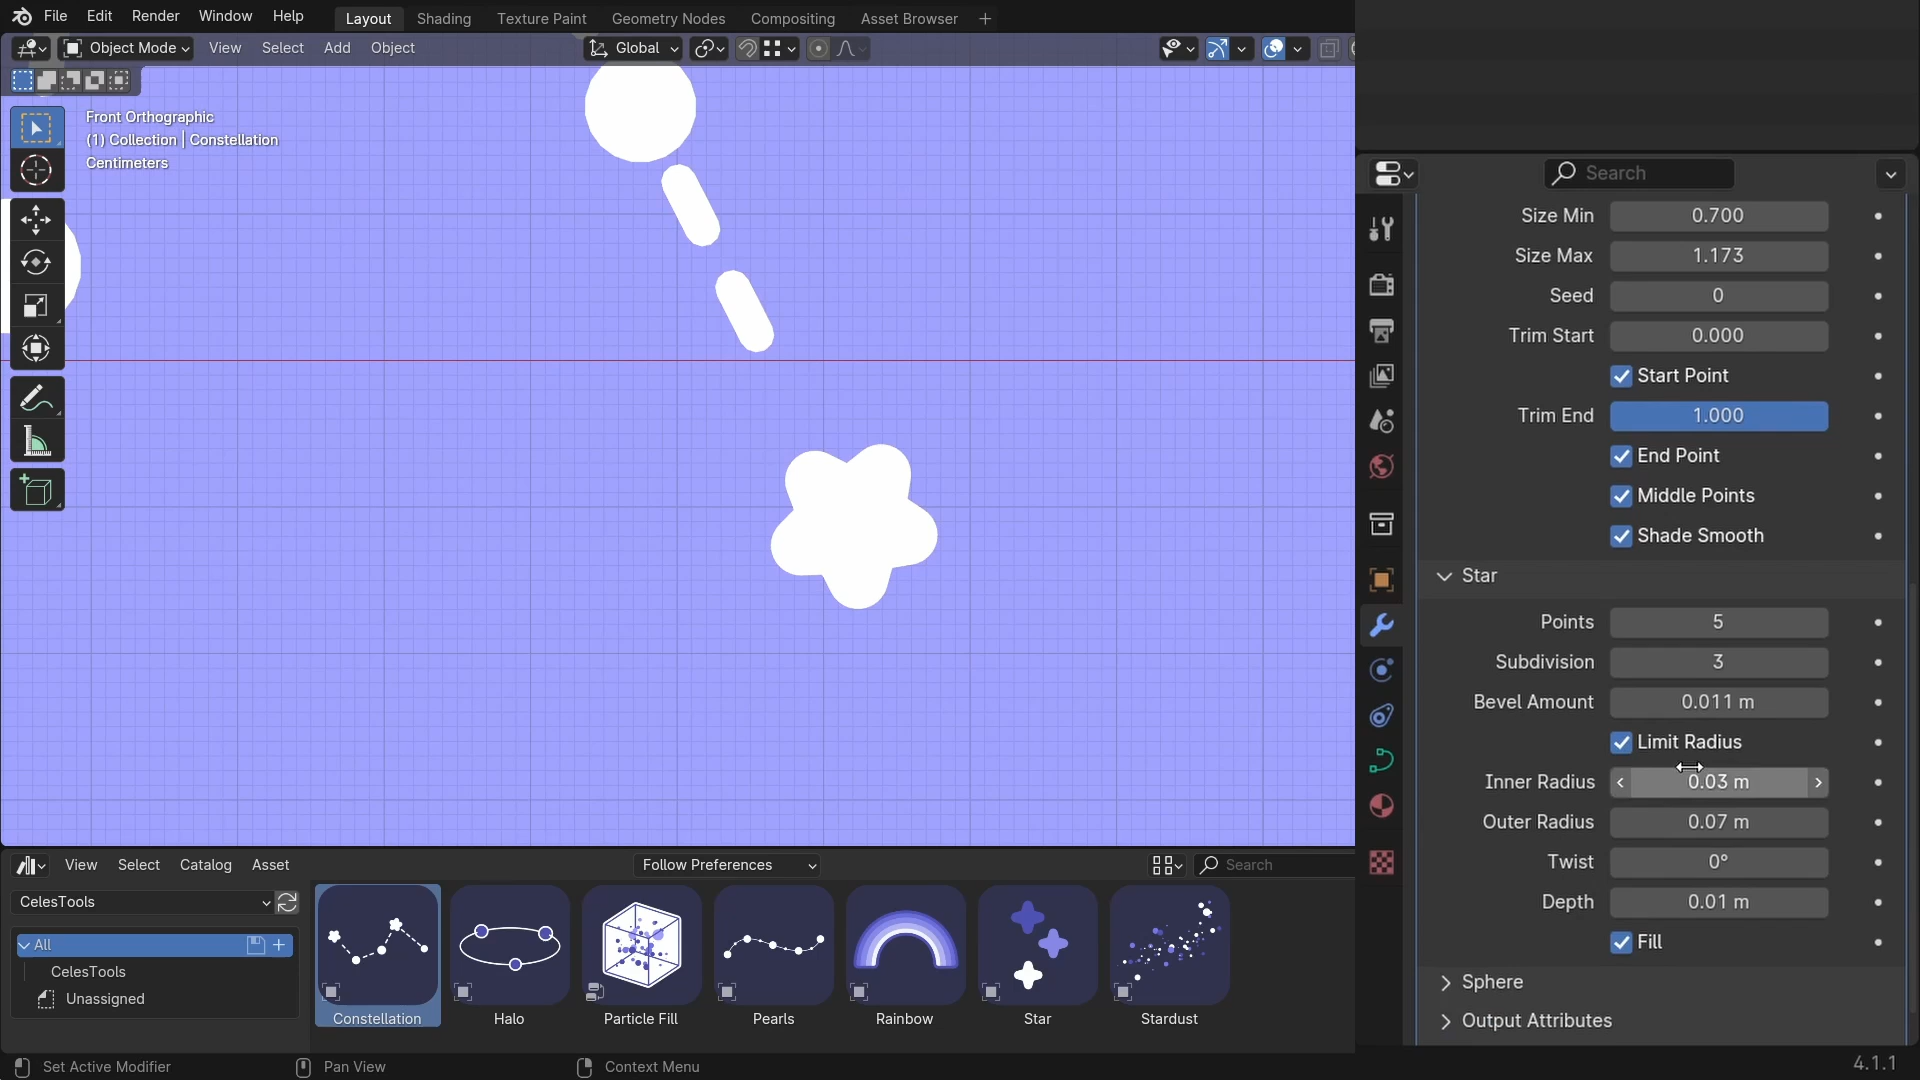 File Edit Render Window Help Layout Shading Texture Paint Geometry Nodes Compositing Asset Browser +
Object Mode View Select Add Object Global
Front Orthographic
(1) Collection | Constellation
Centimeters
Search
Size Min 0.700
Size Max 1.173
Seed 0
Trim Start 0.000
Start Point
Trim End 1.000
End Point
Middle Points
Shade Smooth
Star
Points 5
Subdivision 3
Bevel Amount 0.011 m
Limit Radius
Inner Radius 0.03 m
Outer Radius 0.07 m
Twist 0°
Depth 0.01 m
Fill
Sphere
Output Attributes
View Select Catalog Asset Follow Preferences Search
CelesTools
All
CelesTools
Unassigned
Constellation Halo Particle Fill Pearls Rainbow Star Stardust
Set Active Modifier Pan View Context Menu 4.1.1